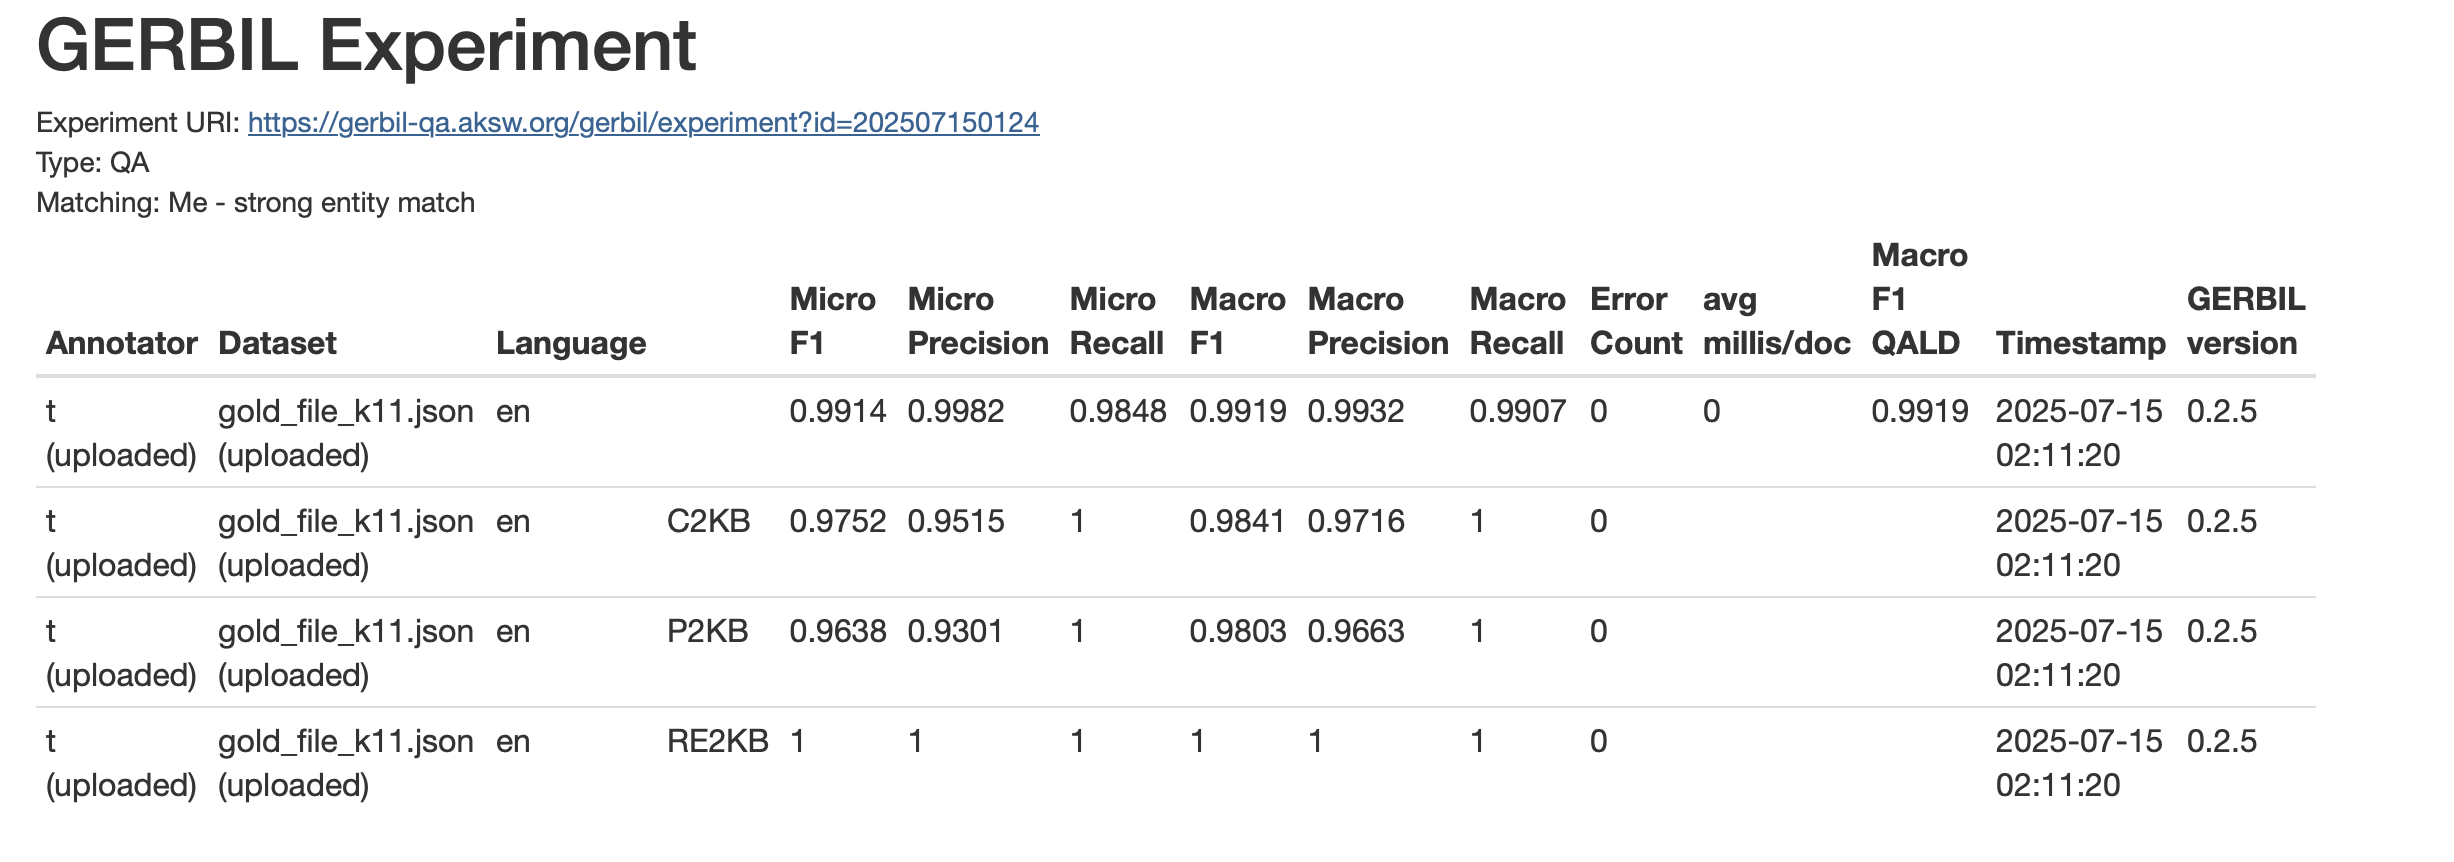 GERBIL Experiment
Experiment URI: https://gerbil-qa.aksw.org/gerbil/experiment?id=202507150124
Type: QA
Matching: Me - strong entity match
Macro
Micro Micro Micro Macro Macro Macro Error avg F1 GERBIL
Annotator Dataset Language F1 Precision Recall F1 Precision Recall Count millis/doc QALD Timestamp version
t gold_file_k11.json en 0.9914 0.9982 0.9848 0.9919 0.9932 0.9907 0 0 0.9919 2025-07-15 0.2.5
(uploaded) (uploaded) 02:11:20
t gold_file_k11.json en C2KB 0.9752 0.9515 1 0.9841 0.9716 1 0 2025-07-15 0.2.5
(uploaded) (uploaded) 02:11:20
t gold_file_k11.json en P2KB 0.9638 0.9301 1 0.9803 0.9663 1 0 2025-07-15 0.2.5
(uploaded) (uploaded) 02:11:20
t gold_file_k11.json en RE2KB 1 1 1 1 1 1 0 2025-07-15 0.2.5
(uploaded) (uploaded) 02:11:20